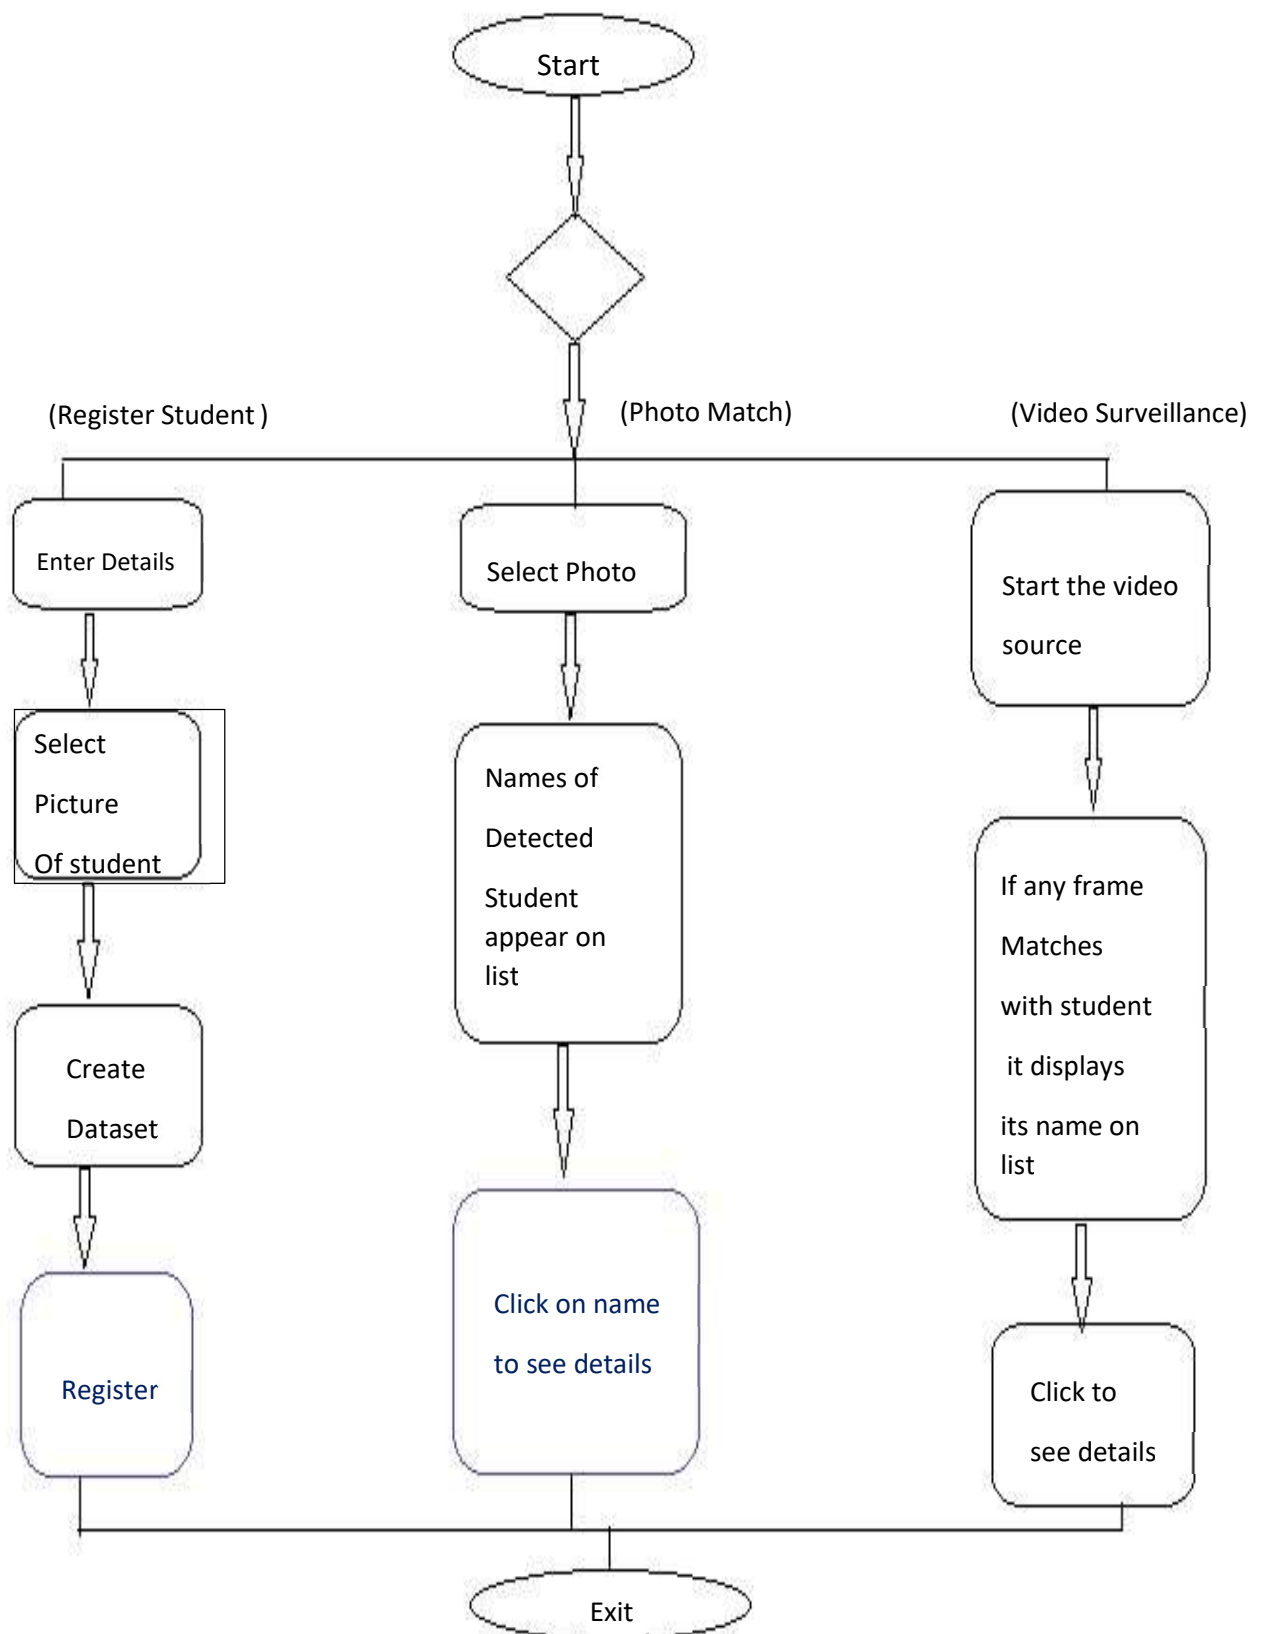 Start
(Register Student )
(Photo Match)
(Video Surveillance)
Enter Details
Select
Picture
Of student
Create
Dataset
Register
Select Photo
Names of
Detected
Student
appear on
list
Click on name
to see details
Start the video
source
If any frame
Matches
with student
it displays
its name on
list
Click to
see details
Exit